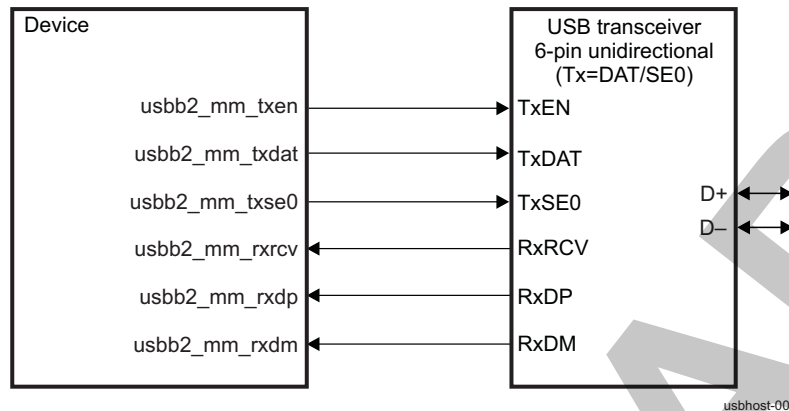 Device
USB transceiver
6-pin unidirectional
(Tx=DAT/SE0)
usbb2_mm_txen
TxEN
usbb2_mm_txdat
TxDAT
usbb2_mm_txse0
TxSE0
D+
usbb2_mm_rxrcv
RxRCV
D–
usbb2_mm_rxdp
RxDP
usbb2_mm_rxdm
RxDM
usbhost-00